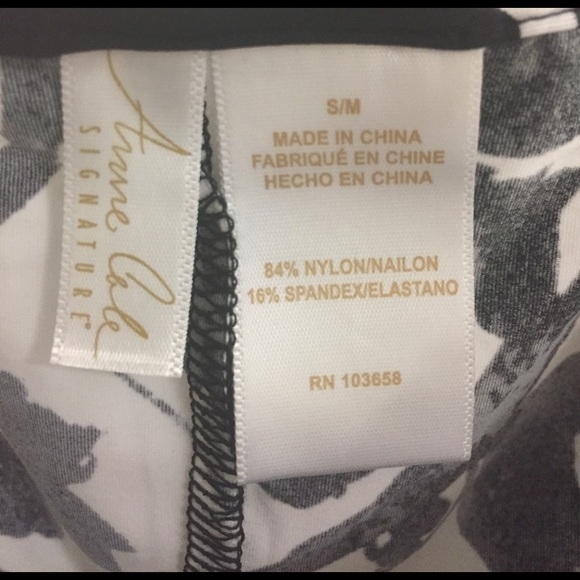 Anne Cole
SIGNATURE®
S/M
MADE IN CHINA
FABRIQUÉ EN CHINE
HECHO EN CHINA
84% NYLON/NAILON
16% SPANDEX/ELASTANO
RN 103658